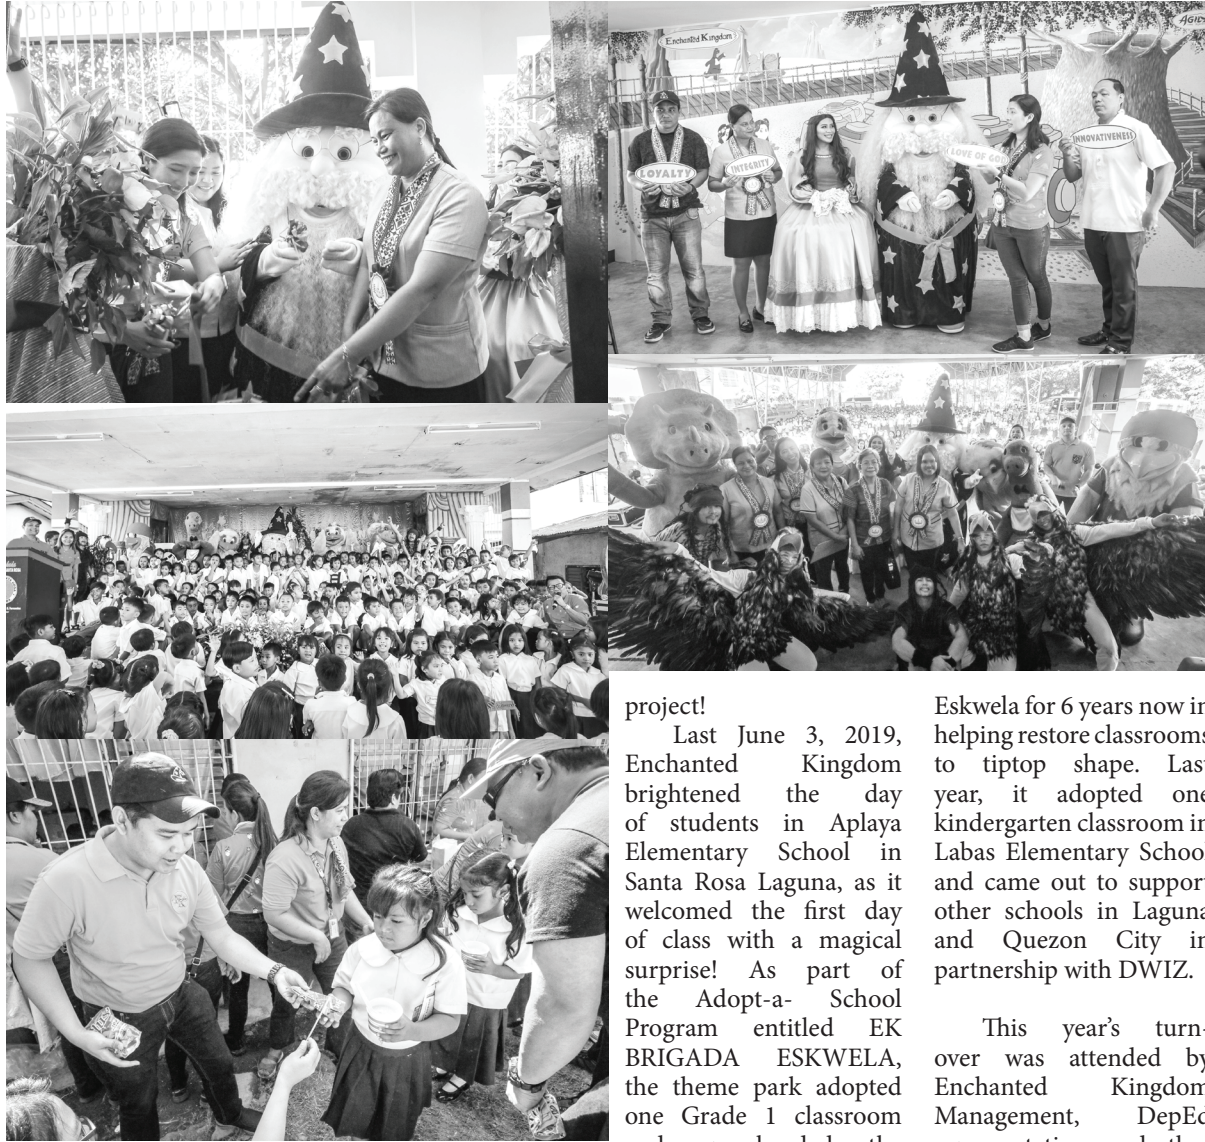 Enchanted Kingdom
AGILI
LOYALTY
INTEGRITY
LOVE OF GOD
INNOVATIVENESS
project!
Last June 3, 2019,
Enchanted Kingdom
brightened the day
of students in Aplaya
Elementary School in
Santa Rosa Laguna, as it
welcomed the first day
of class with a magical
surprise! As part of
the Adopt-a- School
Program entitled EK
BRIGADA ESKWELA,
the theme park adopted
one Grade 1 classroom
Eskwela for 6 years now in
helping restore classrooms
to tiptop shape. Last
year, it adopted one
kindergarten classroom in
Labas Elementary School
and came out to support
other schools in Laguna
and Quezon City in
partnership with DWIZ.
This year's turn-
over was attended by
Enchanted Kingdom
Management, DepEd